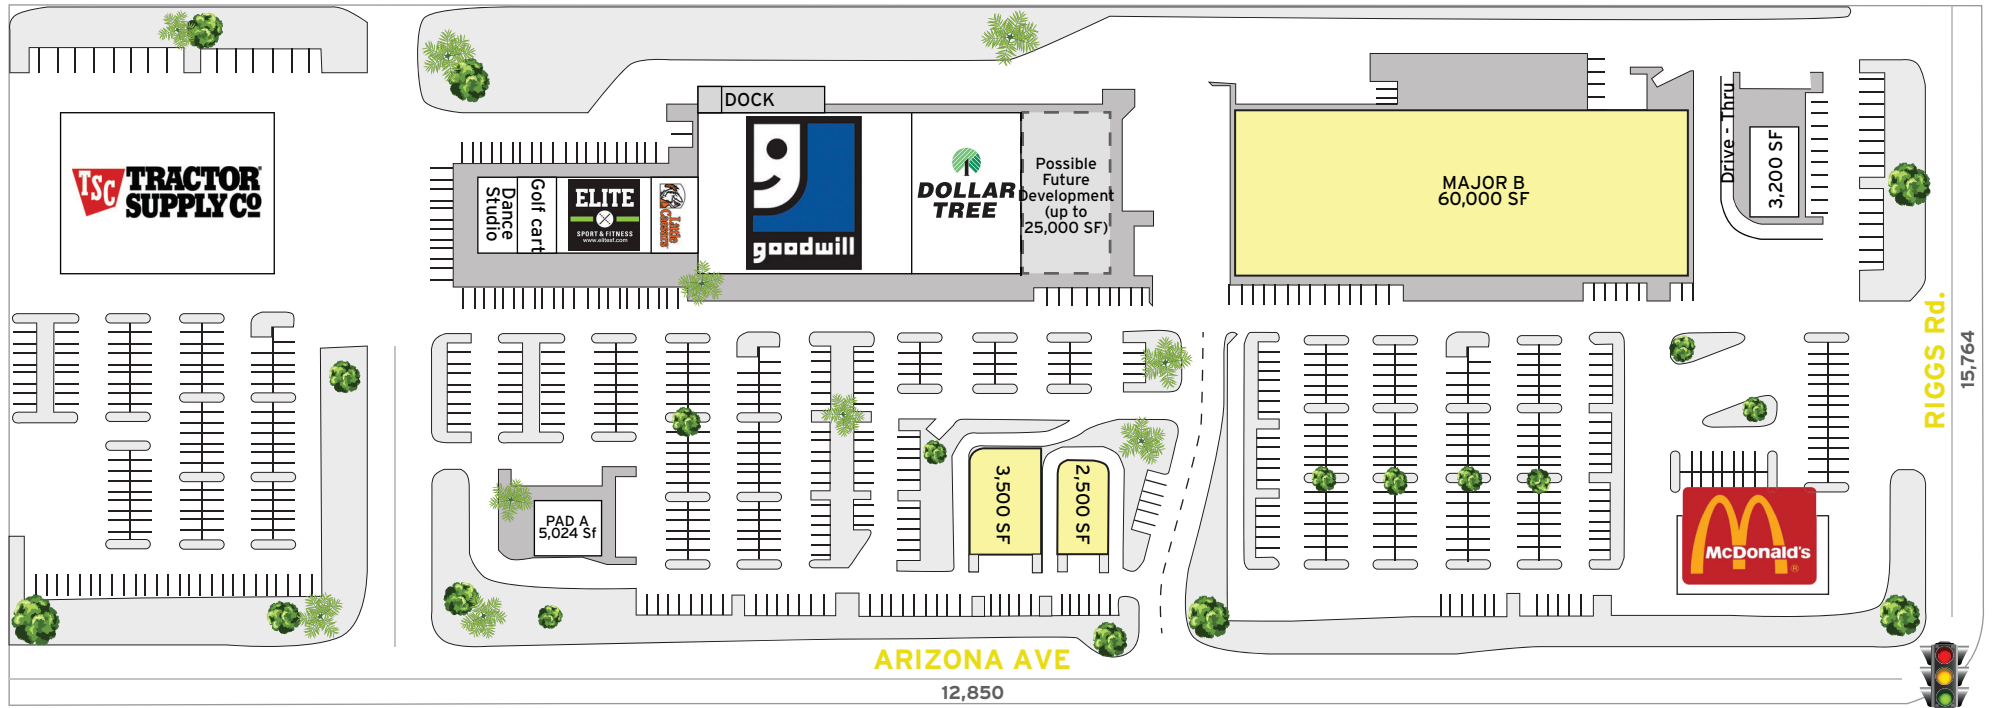 DOCK
TSC TRACTOR
SUPPLY CO
Dance
Studio
Golf cart
ELITE
SPORT & FITNESS
www.elitesf.com
Little
Caesars
goodwill
DOLLAR
TREE
Possible
Future
Development
(up to
25,000 SF)
MAJOR B
60,000 SF
Drive - Thru
3,200 SF
RIGGS Rd.
15,764
PAD A
5,024 Sf
3,500 SF
2,500 SF
McDonald's
®
ARIZONA AVE
12,850